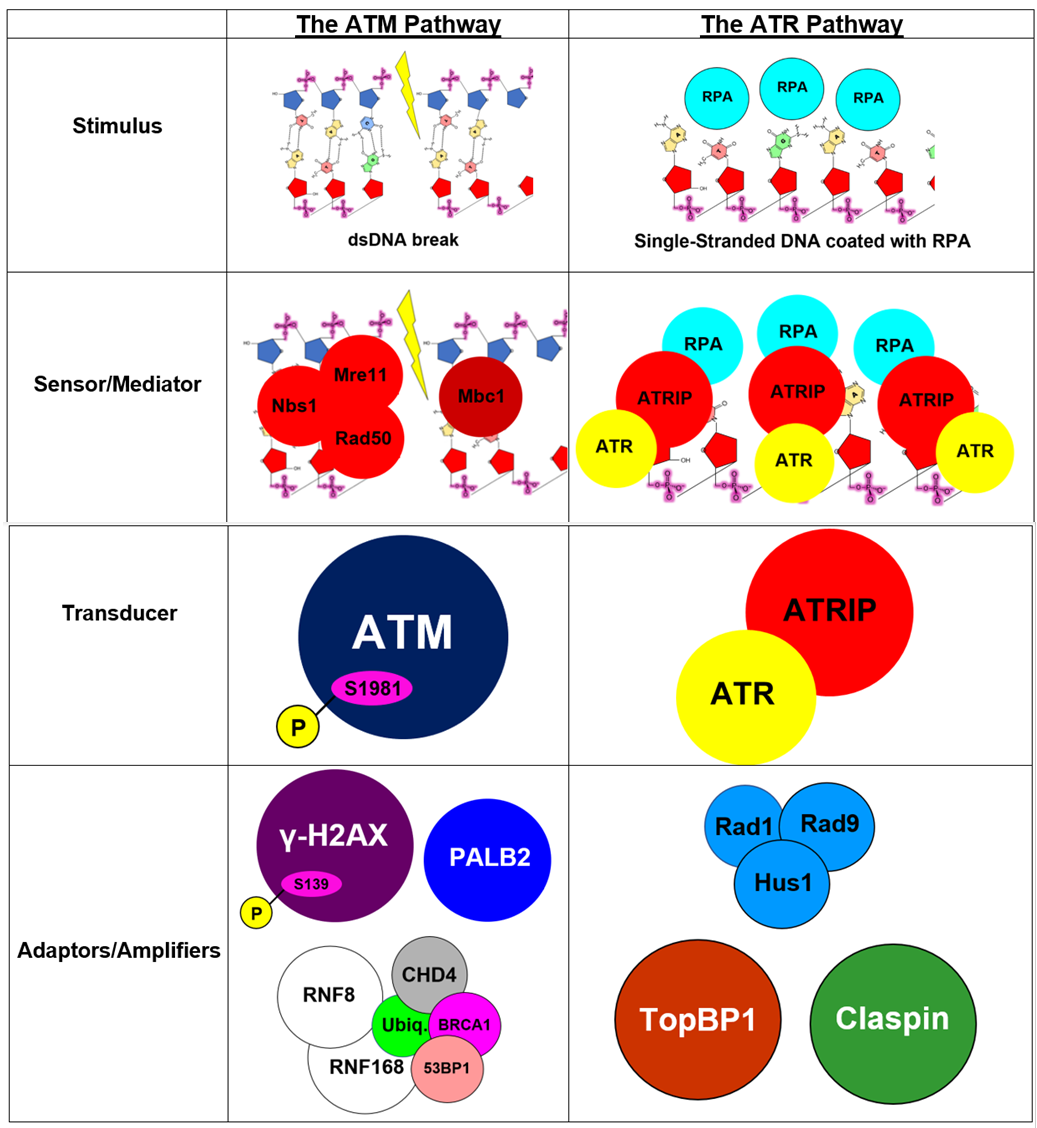 The ATM Pathway
The ATR Pathway
Stimulus
RPA
RPA
RPA
dsDNA break
Single-Stranded DNA coated with RPA
Sensor/Mediator
Mre11
Nbs1
Rad50
Mbc1
RPA
RPA
RPA
ATRIP
ATRIP
ATRIP
ATR
ATR
ATR
Transducer
ATM
S1981
P
ATRIP
ATR
Adaptors/Amplifiers
γ-H2AX
S139
P
PALB2
RNF8
CHD4
Ubiq.
BRCA1
RNF168
53BP1
Rad1
Rad9
Hus1
TopBP1
Claspin